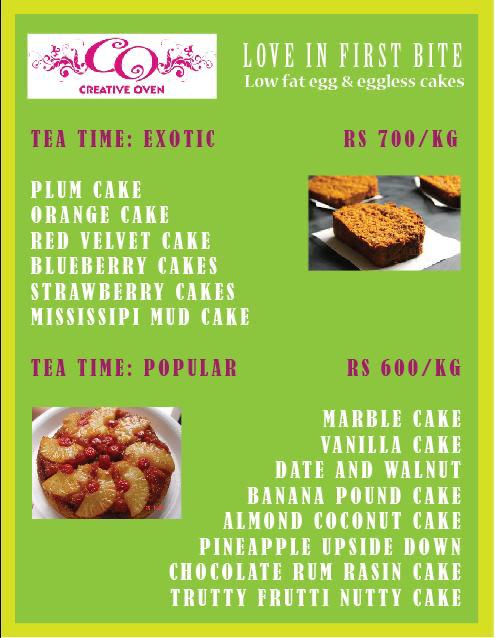 CO
CREATIVE OVEN
LOVE IN FIRST BITE
Low fat egg & eggless cakes
TEA TIME: EXOTIC RS 700/KG
PLUM CAKE
ORANGE CAKE
RED VELVET CAKE
BLUEBERRY CAKES
STRAWBERRY CAKES
MISSISSIPI MUD CAKE
TEA TIME: POPULAR RS 600/KG
MARBLE CAKE
VANILLA CAKE
DATE AND WALNUT
BANANA POUND CAKE
ALMOND COCONUT CAKE
PINEAPPLE UPSIDE DOWN
CHOCOLATE RUM RASIN CAKE
TRUTTY FRUTTI NUTTY CAKE